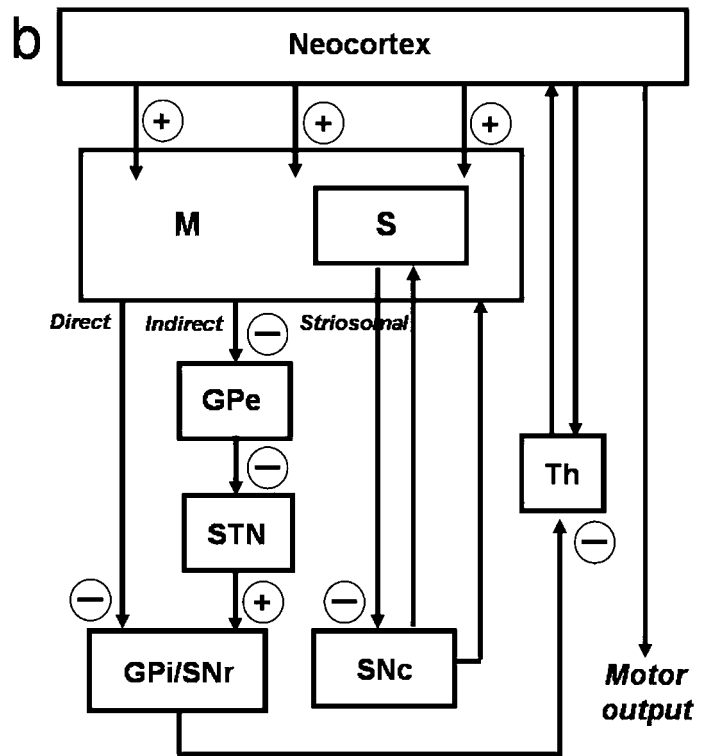 b
Neocortex
+
+
+
M
S
Direct
Indirect
−
Striosomal
GPe
−
Th
STN
−
−
+
−
GPi/SNr
SNc
Motor
output